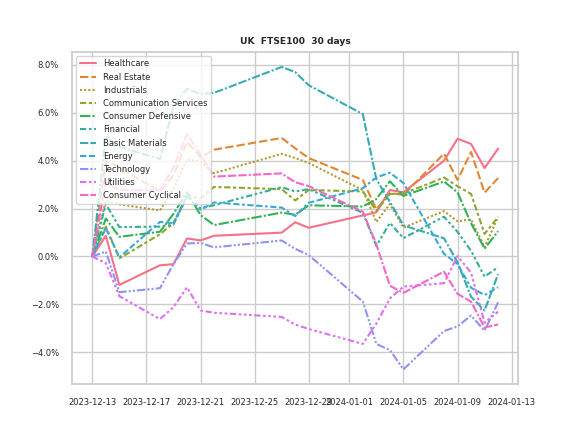 UK  FTSE100  30 days
8.0%
6.0%
4.0%
2.0%
0.0%
−2.0%
−4.0%
Healthcare
Real Estate
Industrials
Communication Services
Consumer Defensive
Financial
Basic Materials
Energy
Technology
Utilities
Consumer Cyclical
2023-12-13 2023-12-17 2023-12-21 2023-12-25 2023-12-29 2024-01-01 2024-01-05 2024-01-09 2024-01-13